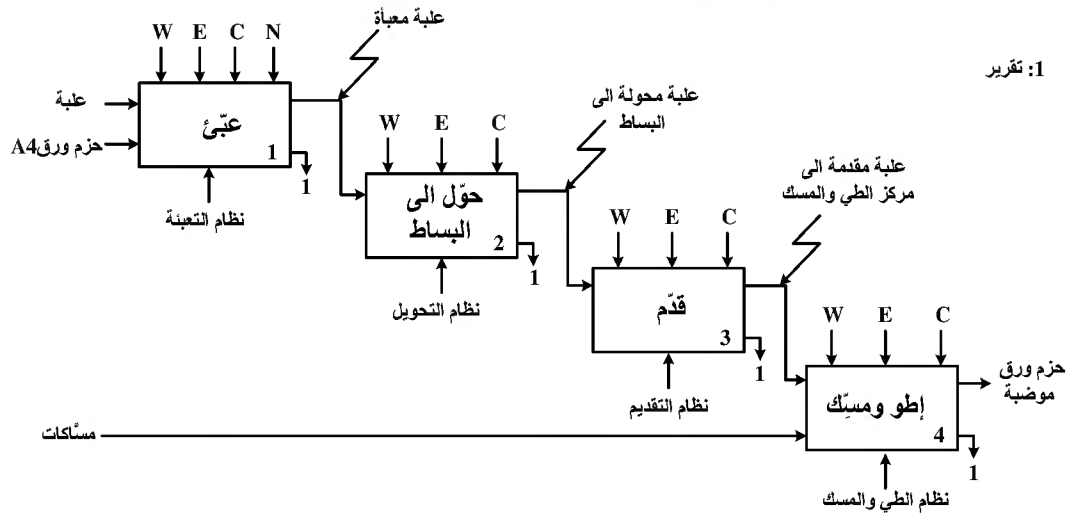 علبة معبأة
W E C N
1: تقرير
علبة
حزم ورق A4
عبّئ
1
1
نظام التعبئة
علبة محولة الى
البساط
W E C
حوّل الى
البساط
2
1
نظام التحويل
علبة مقدمة الى
مركز الطي والمسك
W E C
قدّم
3
1
نظام التقديم
W E C
حزم ورق
موضبة
إطو ومسّك
4
1
مسَّاكات
نظام الطي والمسك